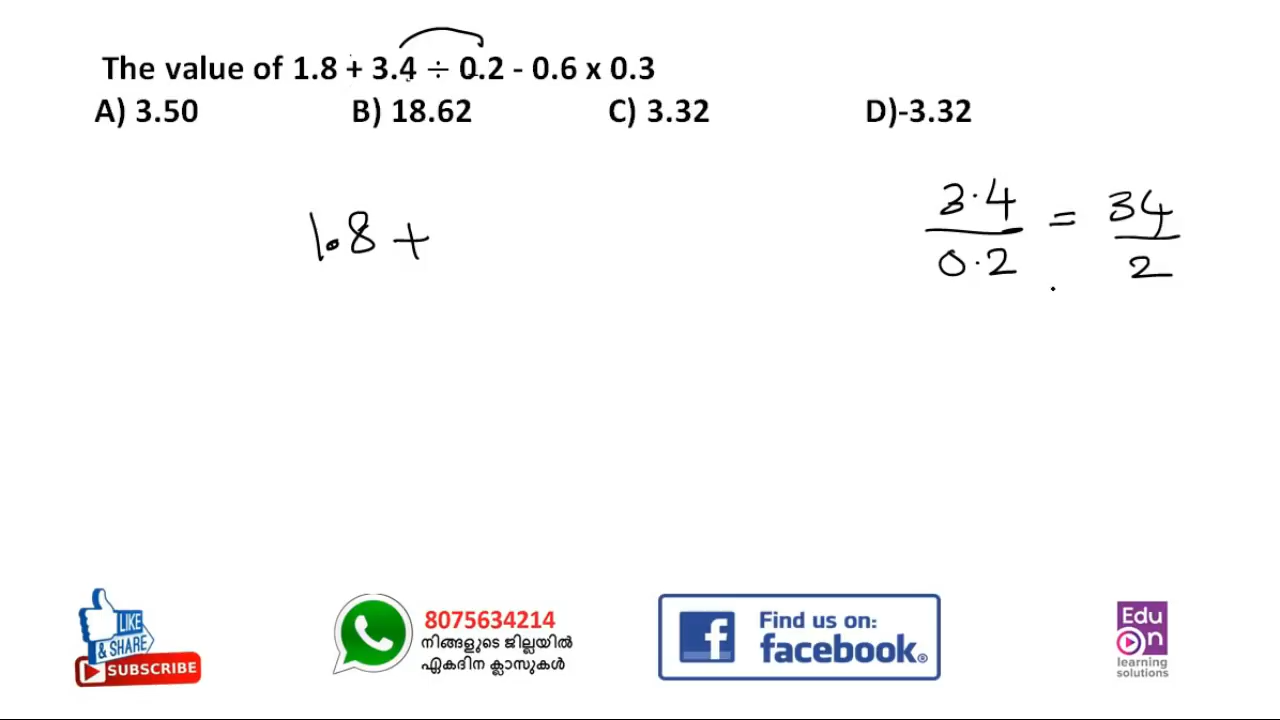 The value of 1.8 + 3.4 ÷ 0.2 - 0.6 x 0.3
A) 3.50 B) 18.62 C) 3.32 D)-3.32
1.8 +
3.4 = 34
0.2 2
LIKE
& SHARE
SUBSCRIBE
8075634214
നിങ്ങളുടെ ജില്ലയിൽ
ഏകദിന ക്ലാസുകൾ
f
Find us on:
facebook®
Edu
On
learning
solutions